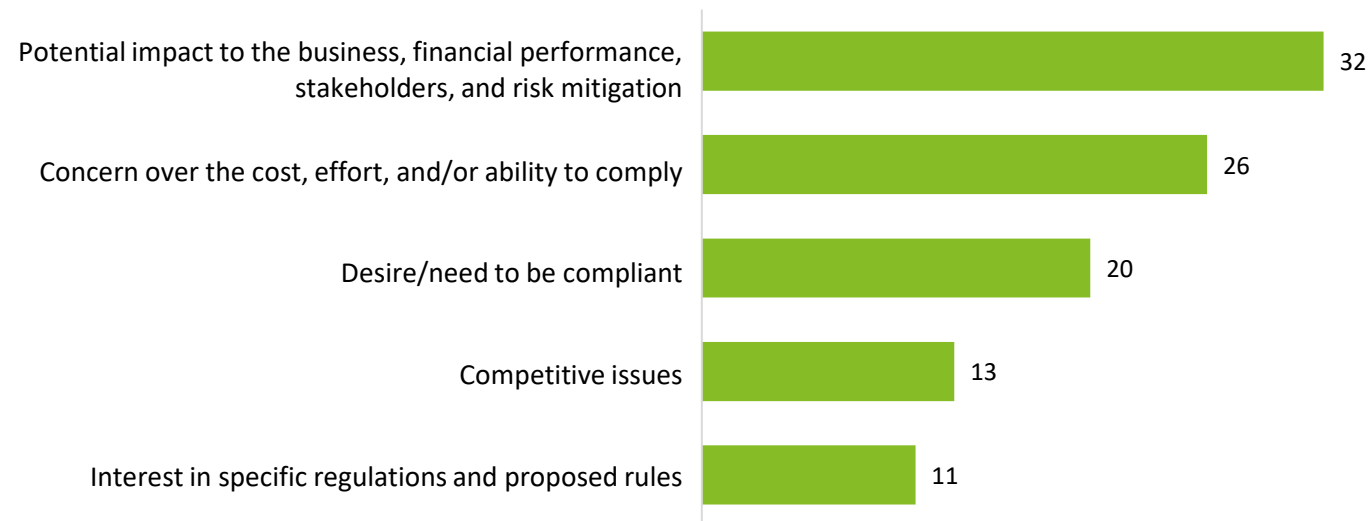 Potential impact to the business, financial performance,
stakeholders, and risk mitigation
32
Concern over the cost, effort, and/or ability to comply
26
Desire/need to be compliant
20
Competitive issues
13
Interest in specific regulations and proposed rules
11